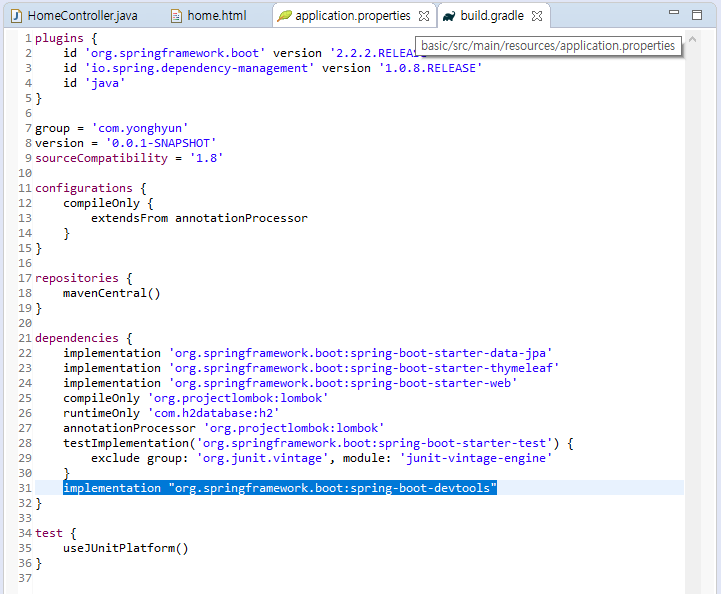 HomeController.java home.html application.properties build.gradle
basic/src/main/resources/application.properties
1 plugins {
2     id 'org.springframework.boot' version '2.2.2.RELEAS
3     id 'io.spring.dependency-management' version '1.0.8.RELEASE'
4     id 'java'
5 }
6
7 group = 'com.yonghyun'
8 version = '0.0.1-SNAPSHOT'
9 sourceCompatibility = '1.8'
10
11 configurations {
12     compileOnly {
13         extendsFrom annotationProcessor
14     }
15 }
16
17 repositories {
18     mavenCentral()
19 }
20
21 dependencies {
22     implementation 'org.springframework.boot:spring-boot-starter-data-jpa'
23     implementation 'org.springframework.boot:spring-boot-starter-thymeleaf'
24     implementation 'org.springframework.boot:spring-boot-starter-web'
25     compileOnly 'org.projectlombok:lombok'
26     runtimeOnly 'com.h2database:h2'
27     annotationProcessor 'org.projectlombok:lombok'
28     testImplementation('org.springframework.boot:spring-boot-starter-test') {
29         exclude group: 'org.junit.vintage', module: 'junit-vintage-engine'
30     }
31     implementation "org.springframework.boot:spring-boot-devtools"
32 }
33
34 test {
35     useJUnitPlatform()
36 }
37